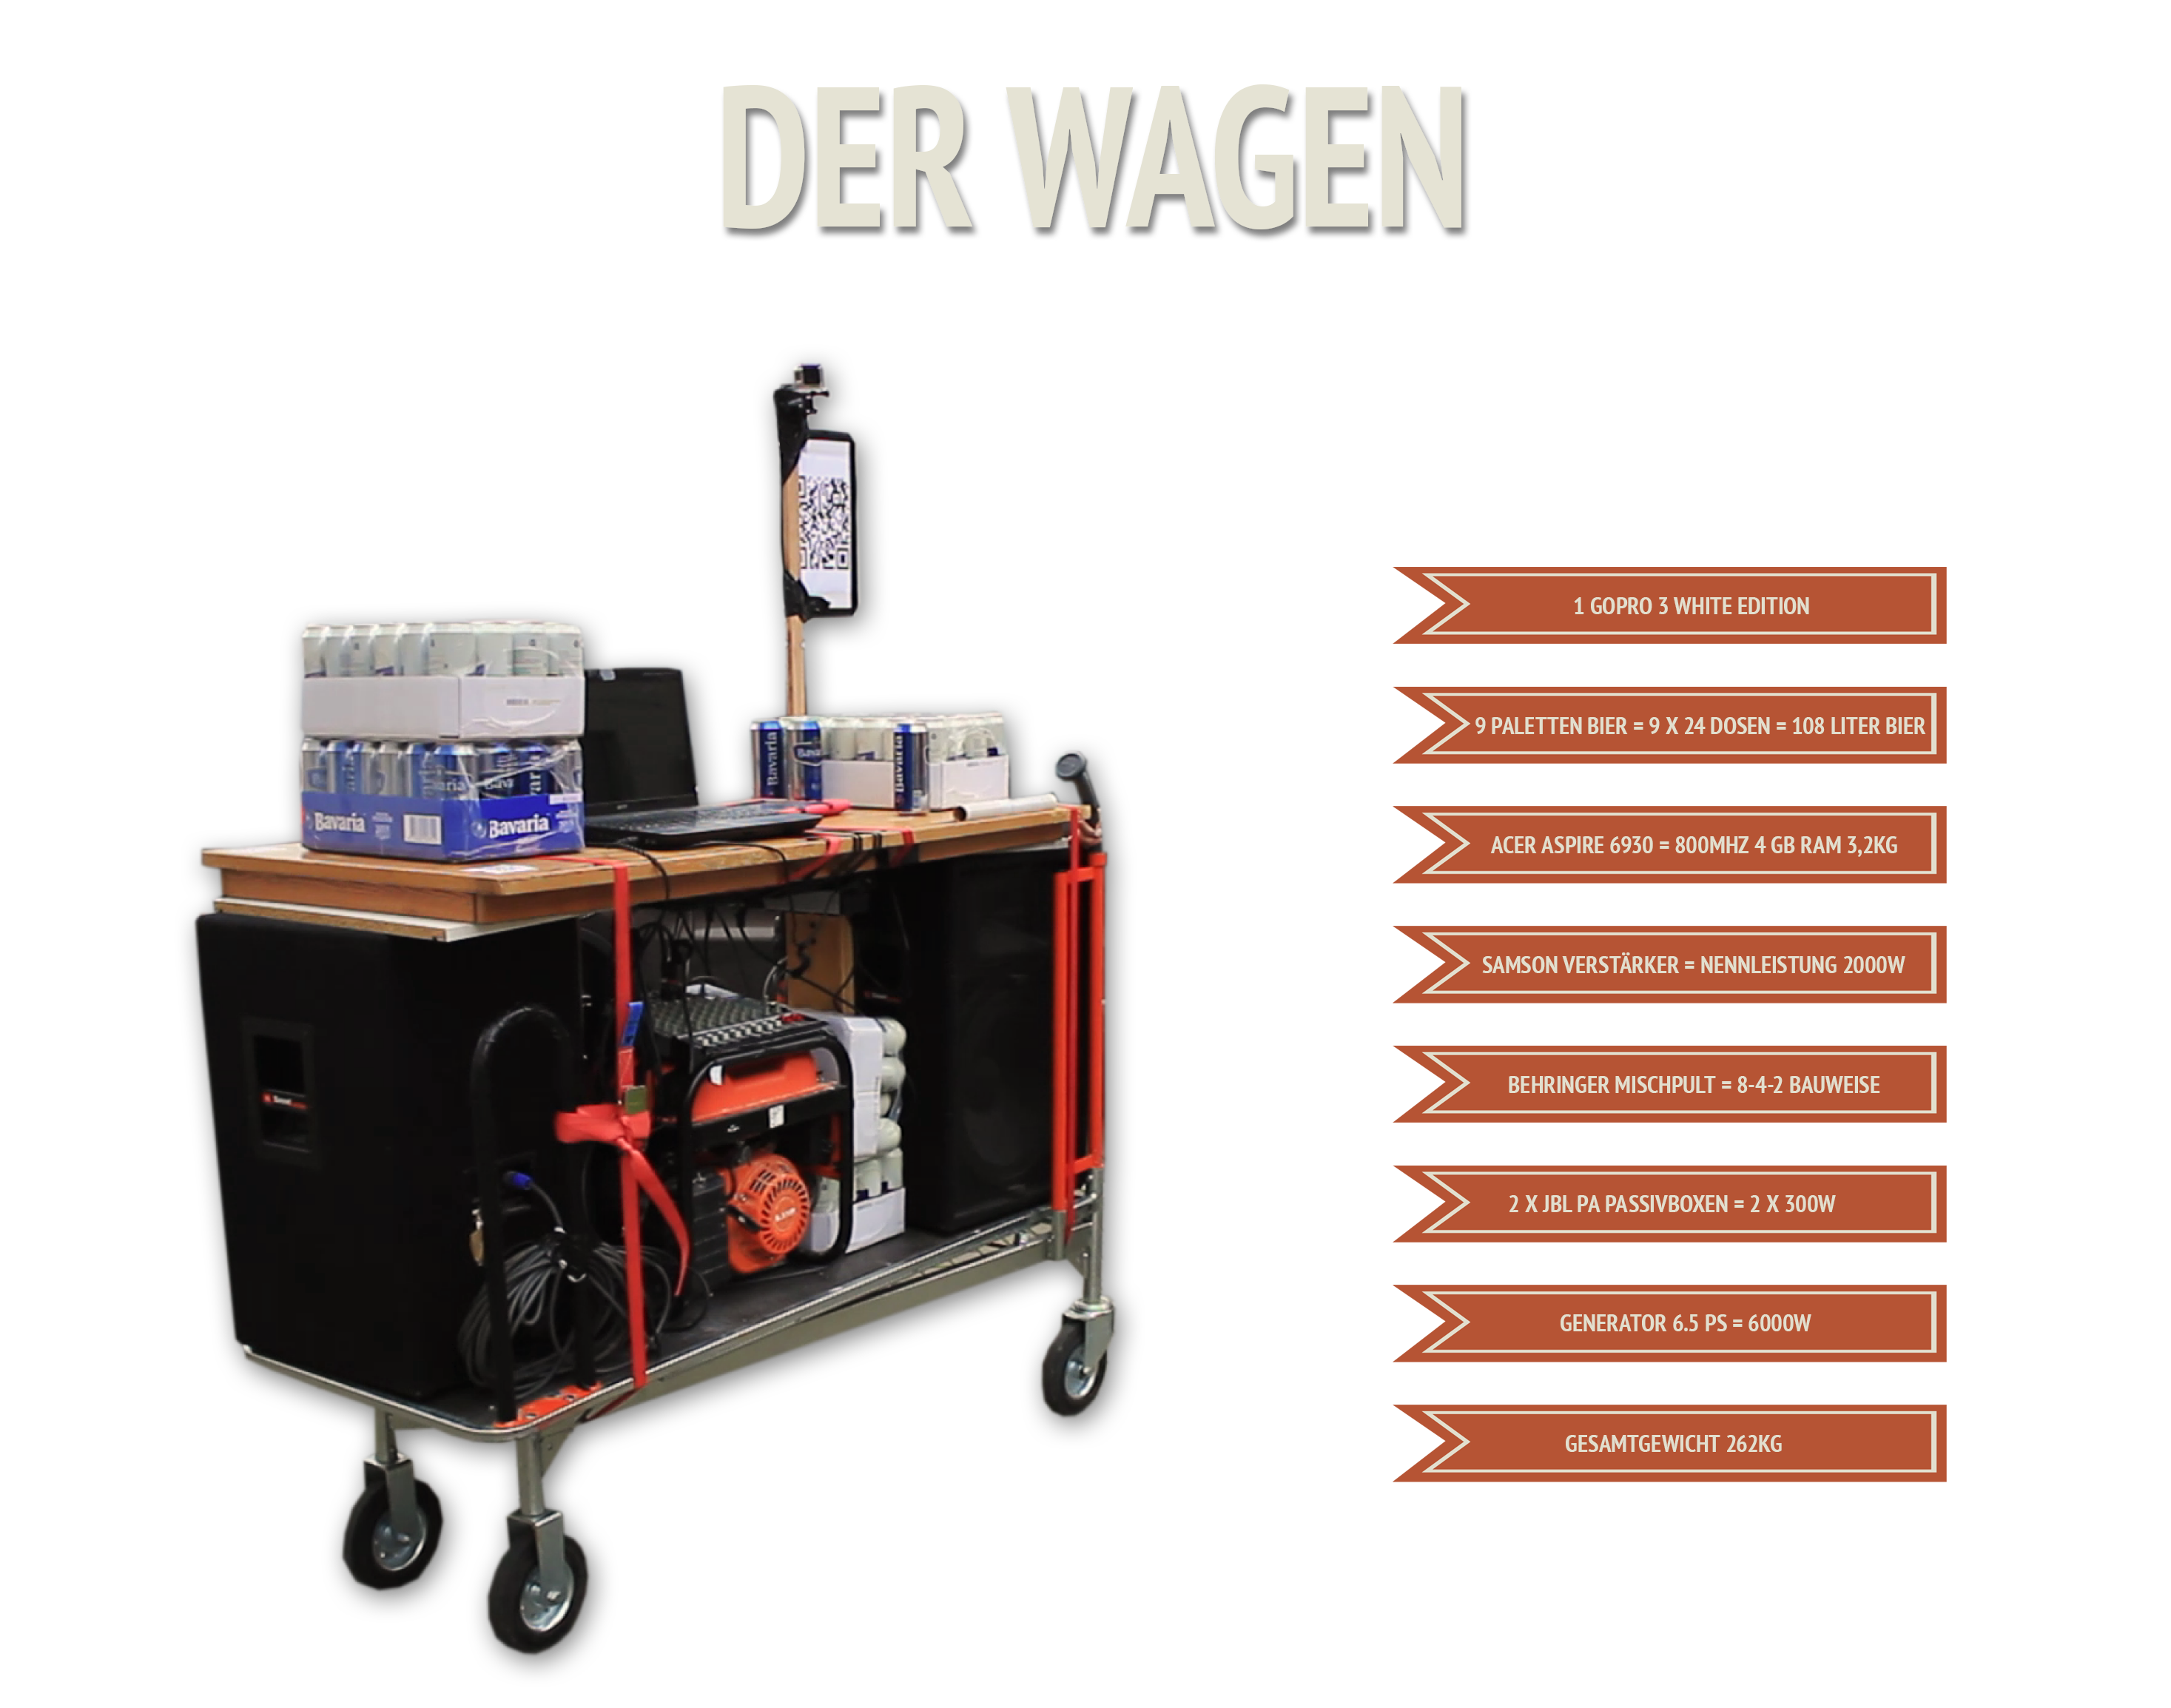 DER WAGEN
1 GOPRO 3 WHITE EDITION
9 PALETTEN BIER = 9 X 24 DOSEN = 108 LITER BIER
ACER ASPIRE 6930 = 800MHZ 4 GB RAM 3,2KG
SAMSON VERSTÄRKER = NENNLEISTUNG 2000W
BEHRINGER MISCHPULT = 8-4-2 BAUWEISE
2 X JBL PA PASSIVBOXEN = 2 X 300W
GENERATOR 6.5 PS = 6000W
GESAMTGEWICHT 262KG
Bavaria
Bavaria
Bavaria
Bavaria